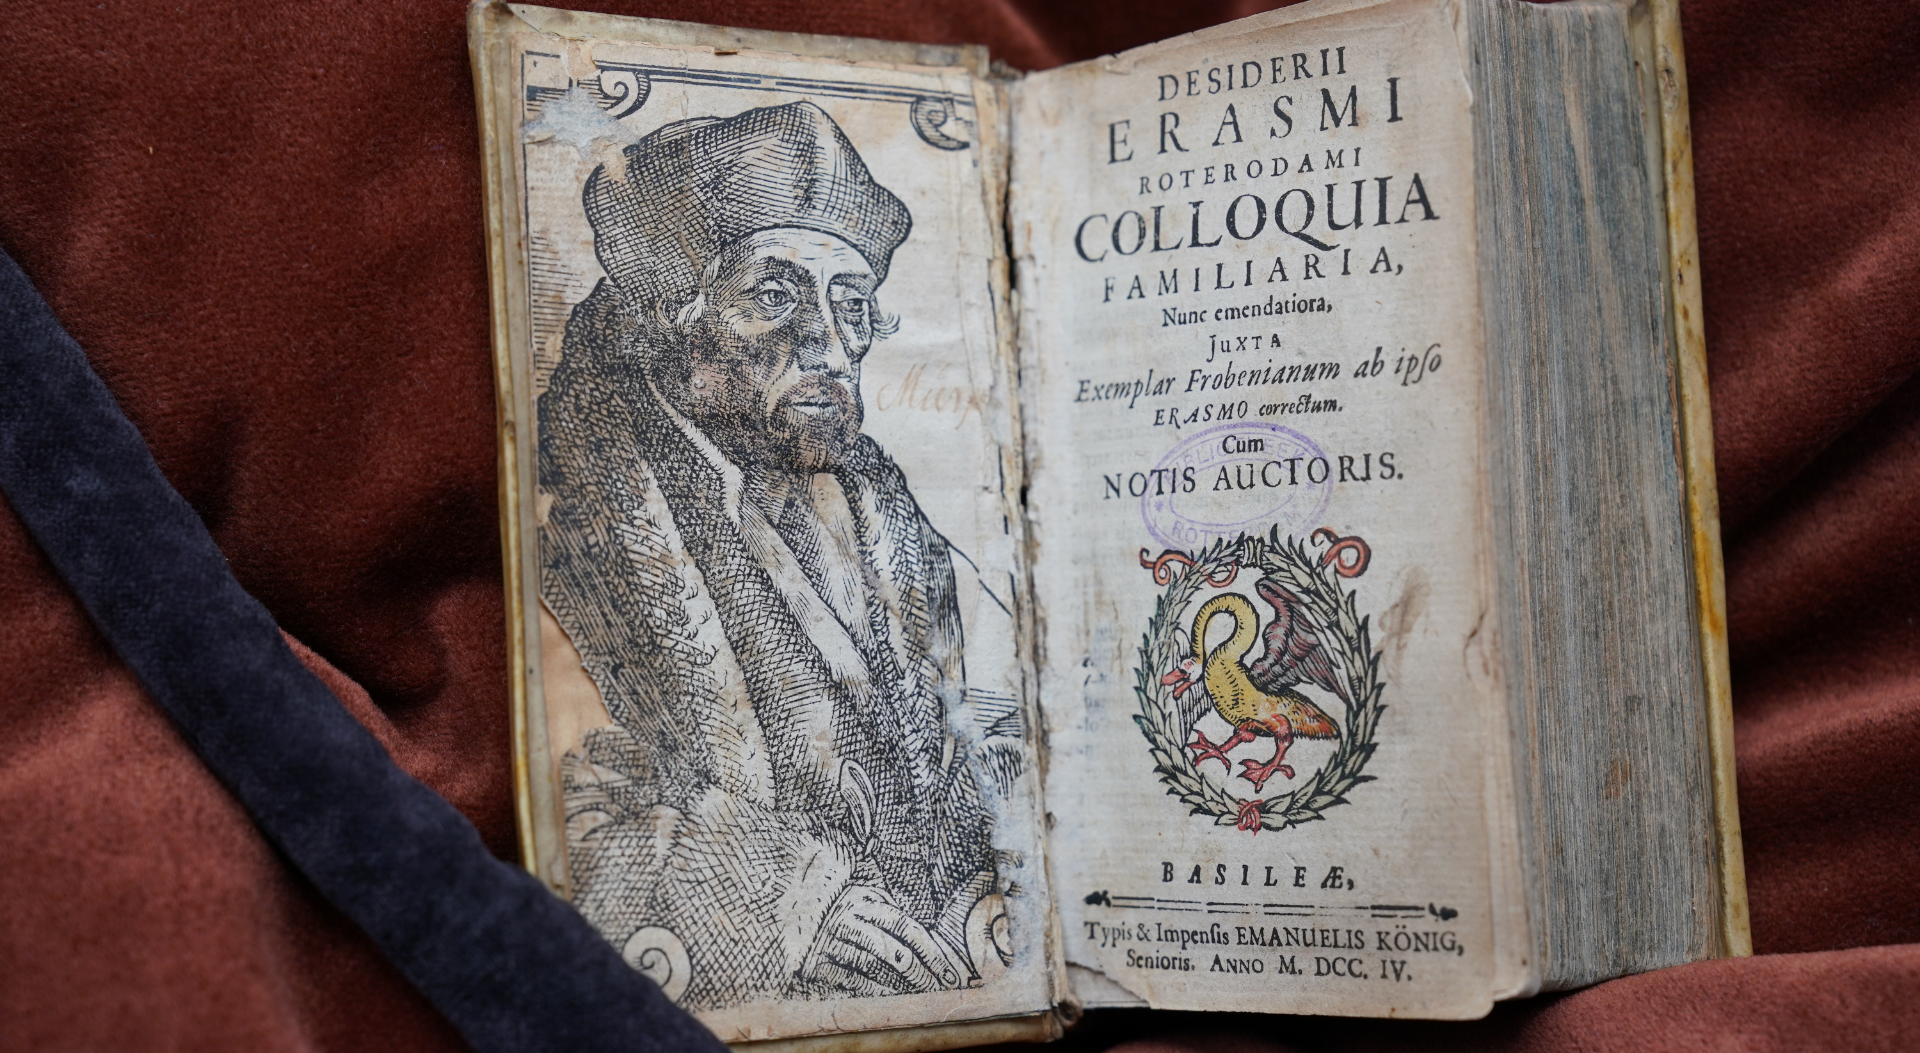 DESIDERII
ERASMI
ROTERODAMI
COLLOQUIA
FAMILIARIA,
Nunc emendatiora,
JUXTA
Exemplar Frobenianum ab ipſo
ERASMO correctum.
Cum
NOTIS AUCTORIS.
BASILEÆ,
Typis & Impenſis EMANUELIS KÖNIG,
Senioris. ANNO M. DCC. IV.